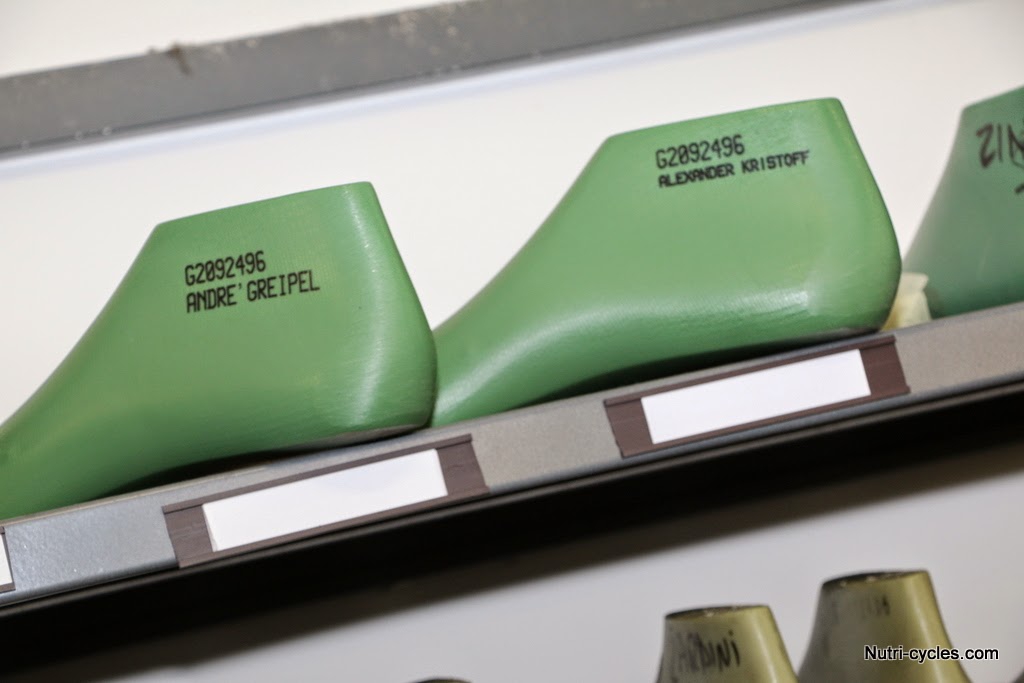 G2092496
ANDRE' GREIPEL
G2092496
ALEXANDER KRISTOFF
Nutri-cycles.com